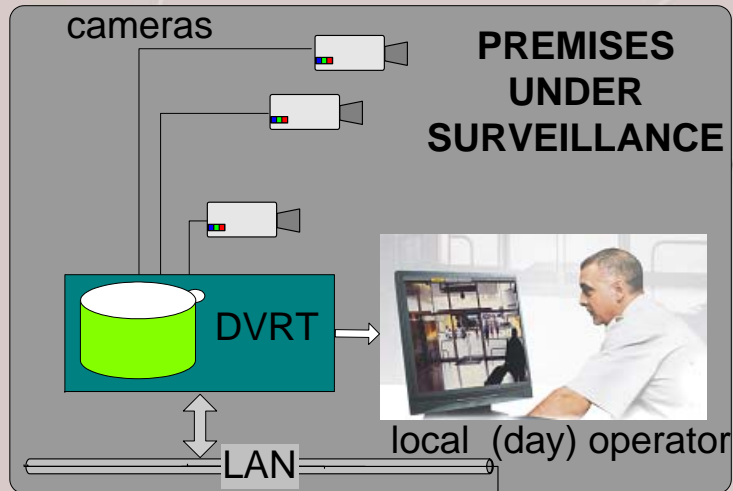 cameras
PREMISES
UNDER
SURVEILLANCE
DVRT
local (day) operator
LAN